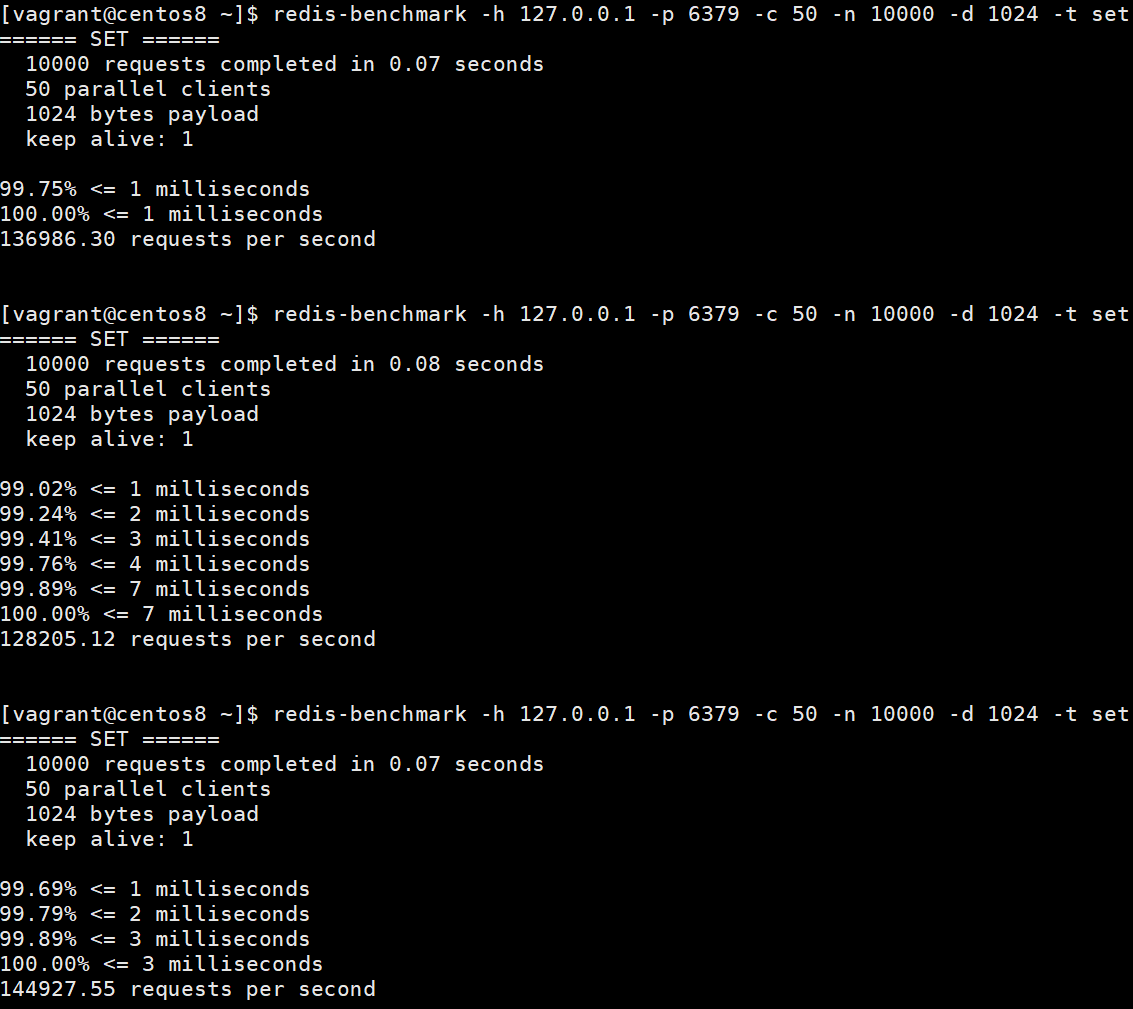 [vagrant@centos8 ~]$ redis-benchmark -h 127.0.0.1 -p 6379 -c 50 -n 10000 -d 1024 -t set
====== SET ======
  10000 requests completed in 0.07 seconds
  50 parallel clients
  1024 bytes payload
  keep alive: 1

99.75% <= 1 milliseconds
100.00% <= 1 milliseconds
136986.30 requests per second

[vagrant@centos8 ~]$ redis-benchmark -h 127.0.0.1 -p 6379 -c 50 -n 10000 -d 1024 -t set
====== SET ======
  10000 requests completed in 0.08 seconds
  50 parallel clients
  1024 bytes payload
  keep alive: 1

99.02% <= 1 milliseconds
99.24% <= 2 milliseconds
99.41% <= 3 milliseconds
99.76% <= 4 milliseconds
99.89% <= 7 milliseconds
100.00% <= 7 milliseconds
128205.12 requests per second

[vagrant@centos8 ~]$ redis-benchmark -h 127.0.0.1 -p 6379 -c 50 -n 10000 -d 1024 -t set
====== SET ======
  10000 requests completed in 0.07 seconds
  50 parallel clients
  1024 bytes payload
  keep alive: 1

99.69% <= 1 milliseconds
99.79% <= 2 milliseconds
99.89% <= 3 milliseconds
100.00% <= 3 milliseconds
144927.55 requests per second